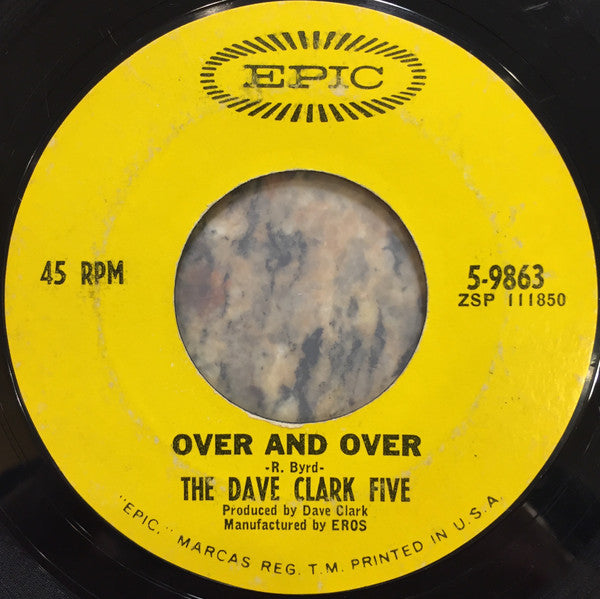 EPIC
45 RPM
5-9863
ZSP 111850
OVER AND OVER
-R. Byrd-
THE DAVE CLARK FIVE
Produced by Dave Clark
Manufactured by EROS
"EPIC," MARCAS REG. T.M. PRINTED IN U.S.A.